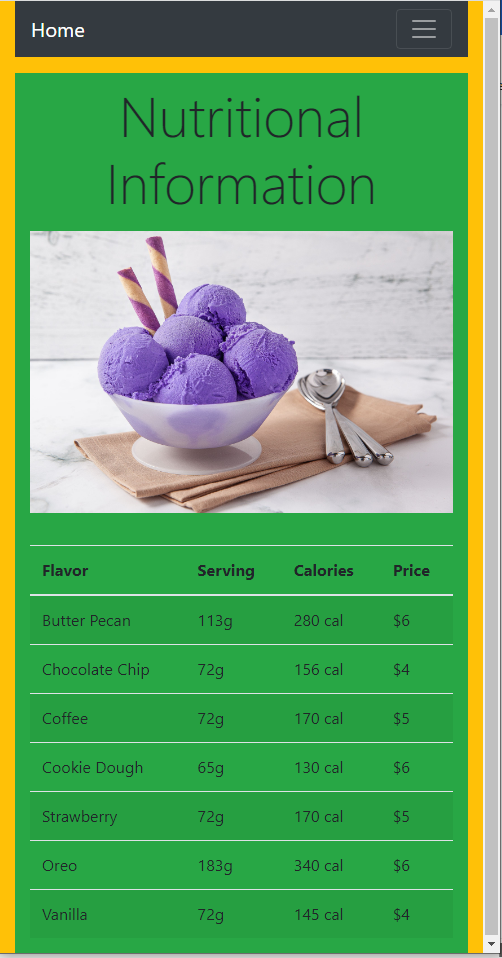 Home
Nutritional
Information
Flavor Serving Calories Price
Butter Pecan 113g 280 cal $6
Chocolate Chip 72g 156 cal $4
Coffee 72g 170 cal $5
Cookie Dough 65g 130 cal $6
Strawberry 72g 170 cal $5
Oreo 183g 340 cal $6
Vanilla 72g 145 cal $4